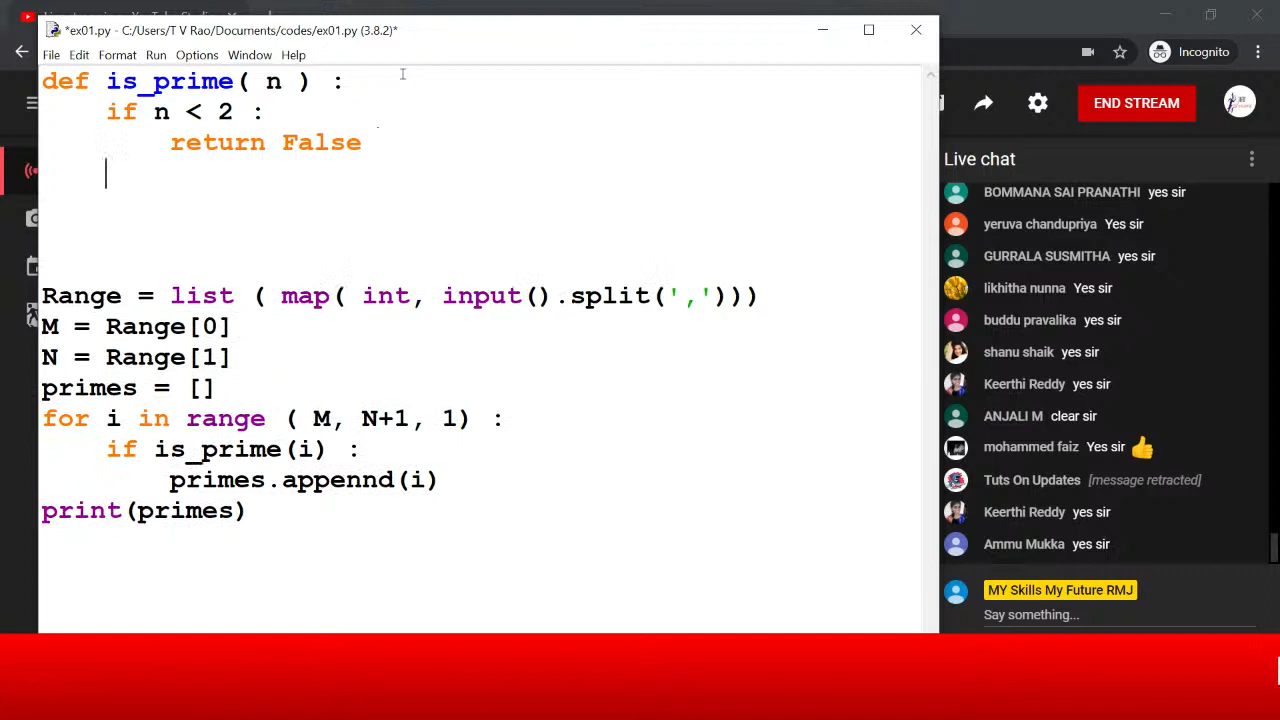 *ex01.py - C:/Users/T V Rao/Documents/codes/ex01.py (3.8.2)*
File Edit Format Run Options Window Help
def is_prime( n ) :
if n < 2 :
return False
Range = list ( map( int, input().split(',')))
M = Range[0]
N = Range[1]
primes = []
for i in range ( M, N+1, 1) :
if is_prime(i) :
primes.appennd(i)
print(primes)
Incognito
END STREAM
Live chat
BOMMANA SAI PRANATHI yes sir
yeruva chandupriya Yes sir
GURRALA SUSMITHA yes sir
likhitha nunna Yes sir
buddu pravalika yes sir
shanu shaik yes sir
Keerthi Reddy yes sir
ANJALI M clear sir
mohammed faiz Yes sir 👍
Tuts On Updates [message retracted]
Keerthi Reddy yes sir
Ammu Mukka yes sir
MY Skills My Future RMJ
Say something...